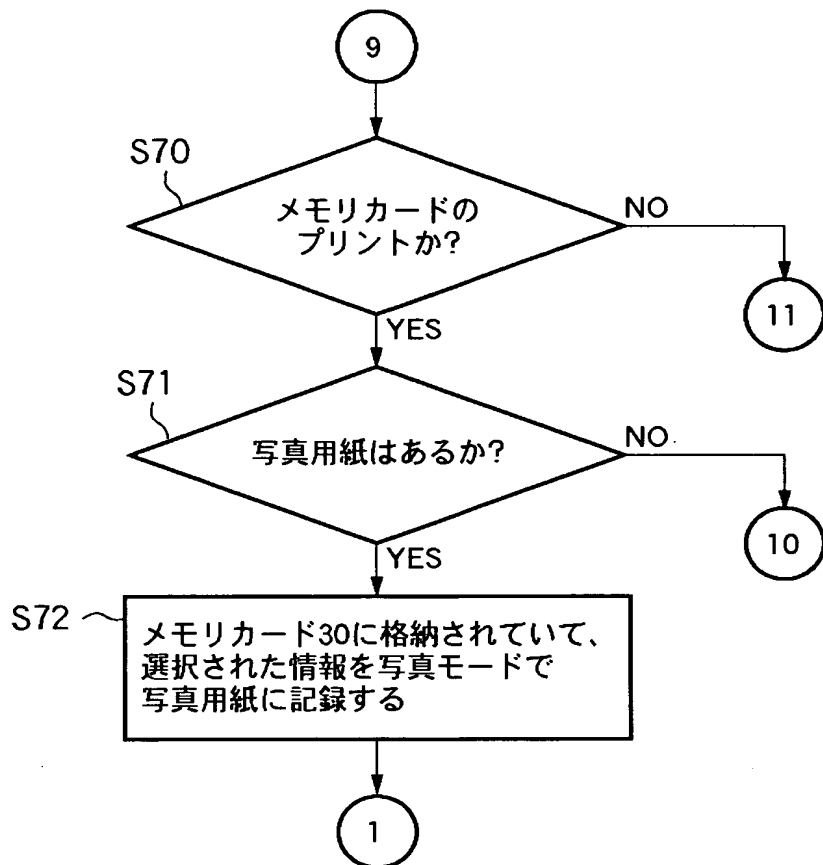 9
S70
メモリカードの
プリントか?
NO
11
YES
S71
写真用紙はあるか?
NO
10
YES
S72
メモリカード30に格納されていて、
選択された情報を写真モードで
写真用紙に記録する
1